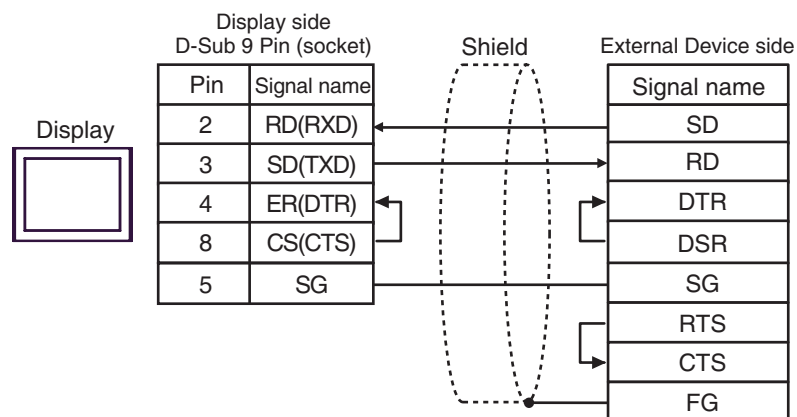 Display side
D-Sub 9 Pin (socket)
Shield
External Device side
Pin Signal name
Signal name
Display
2 RD(RXD)
SD
3 SD(TXD)
RD
4 ER(DTR)
DTR
8 CS(CTS)
DSR
5 SG
SG
RTS
CTS
FG